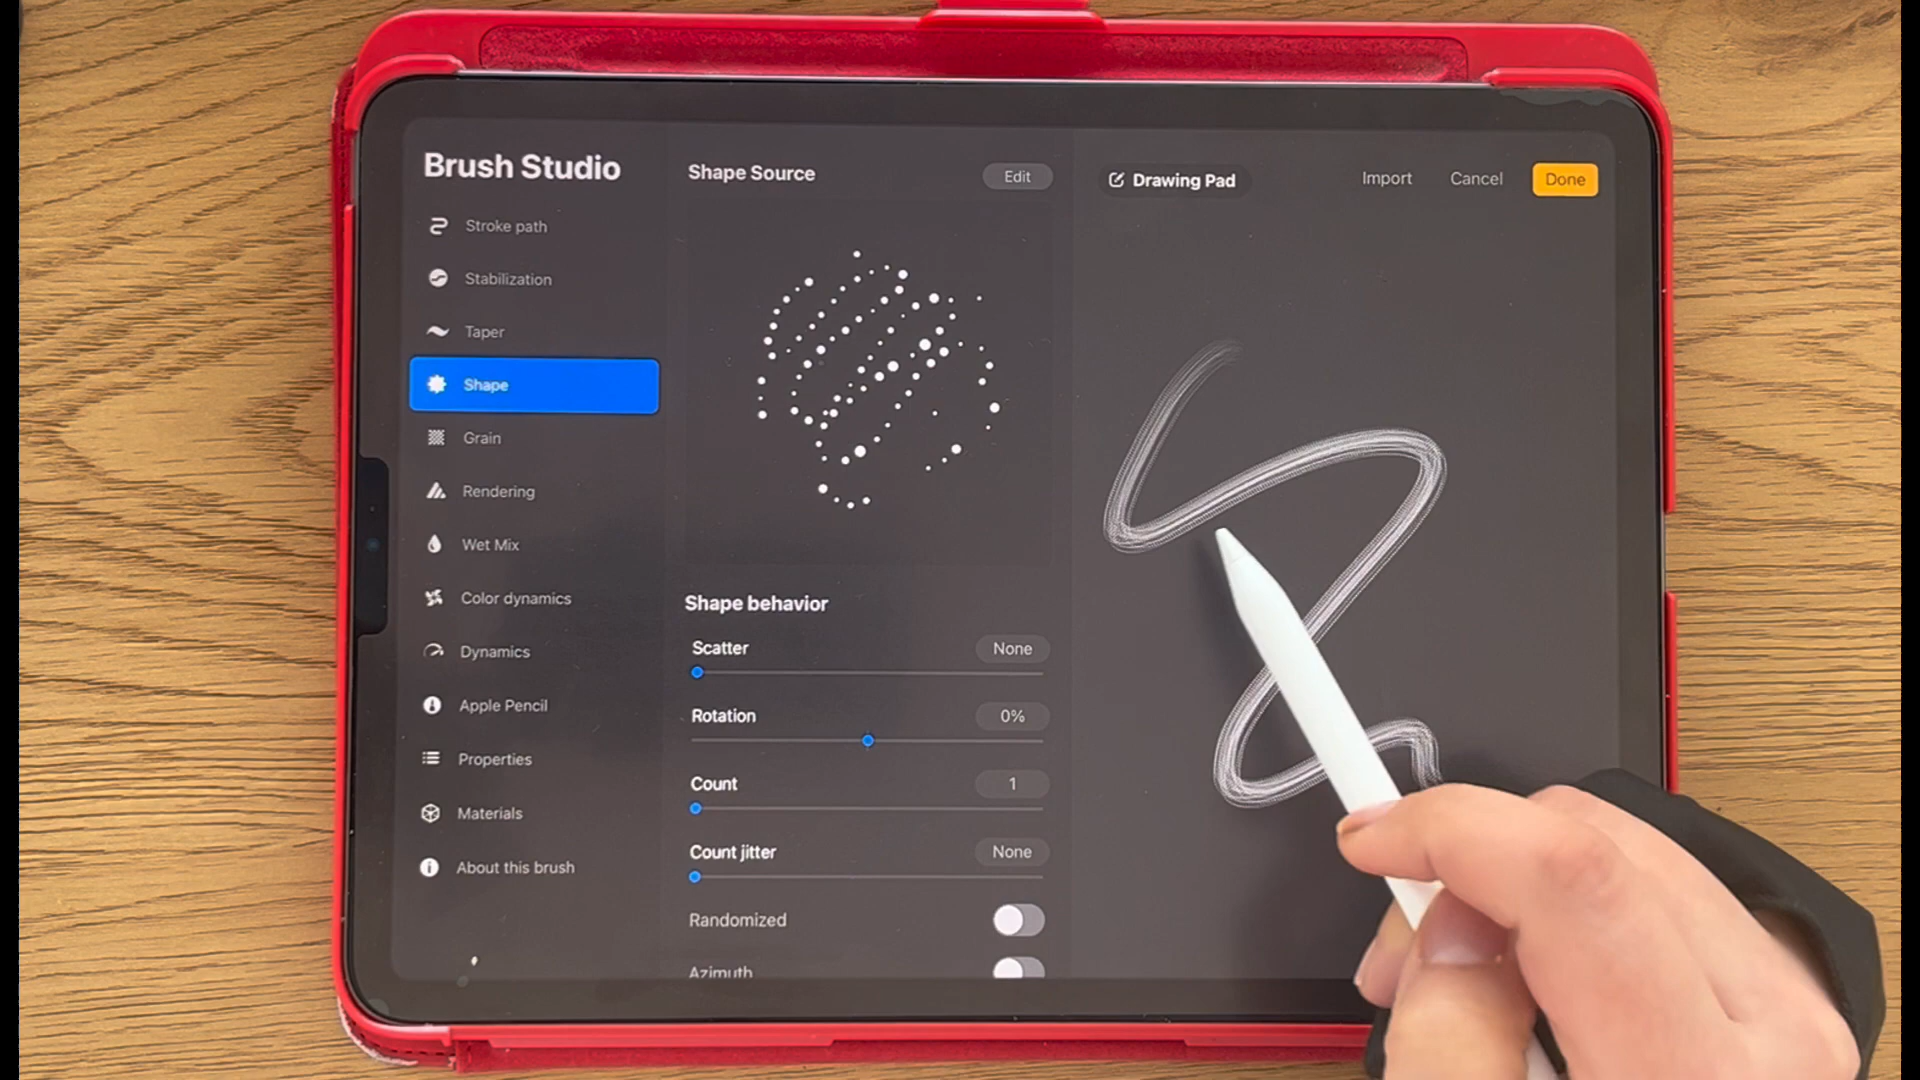 Brush Studio
Stroke path
Stabilization
Taper
Shape
Grain
Rendering
Wet Mix
Color dynamics
Dynamics
Apple Pencil
Properties
Materials
About this brush
Shape Source
Edit
Shape behavior
Scatter
None
Rotation
0%
Count
1
Count jitter
None
Randomized
Azimuth
Drawing Pad
Import
Cancel
Done